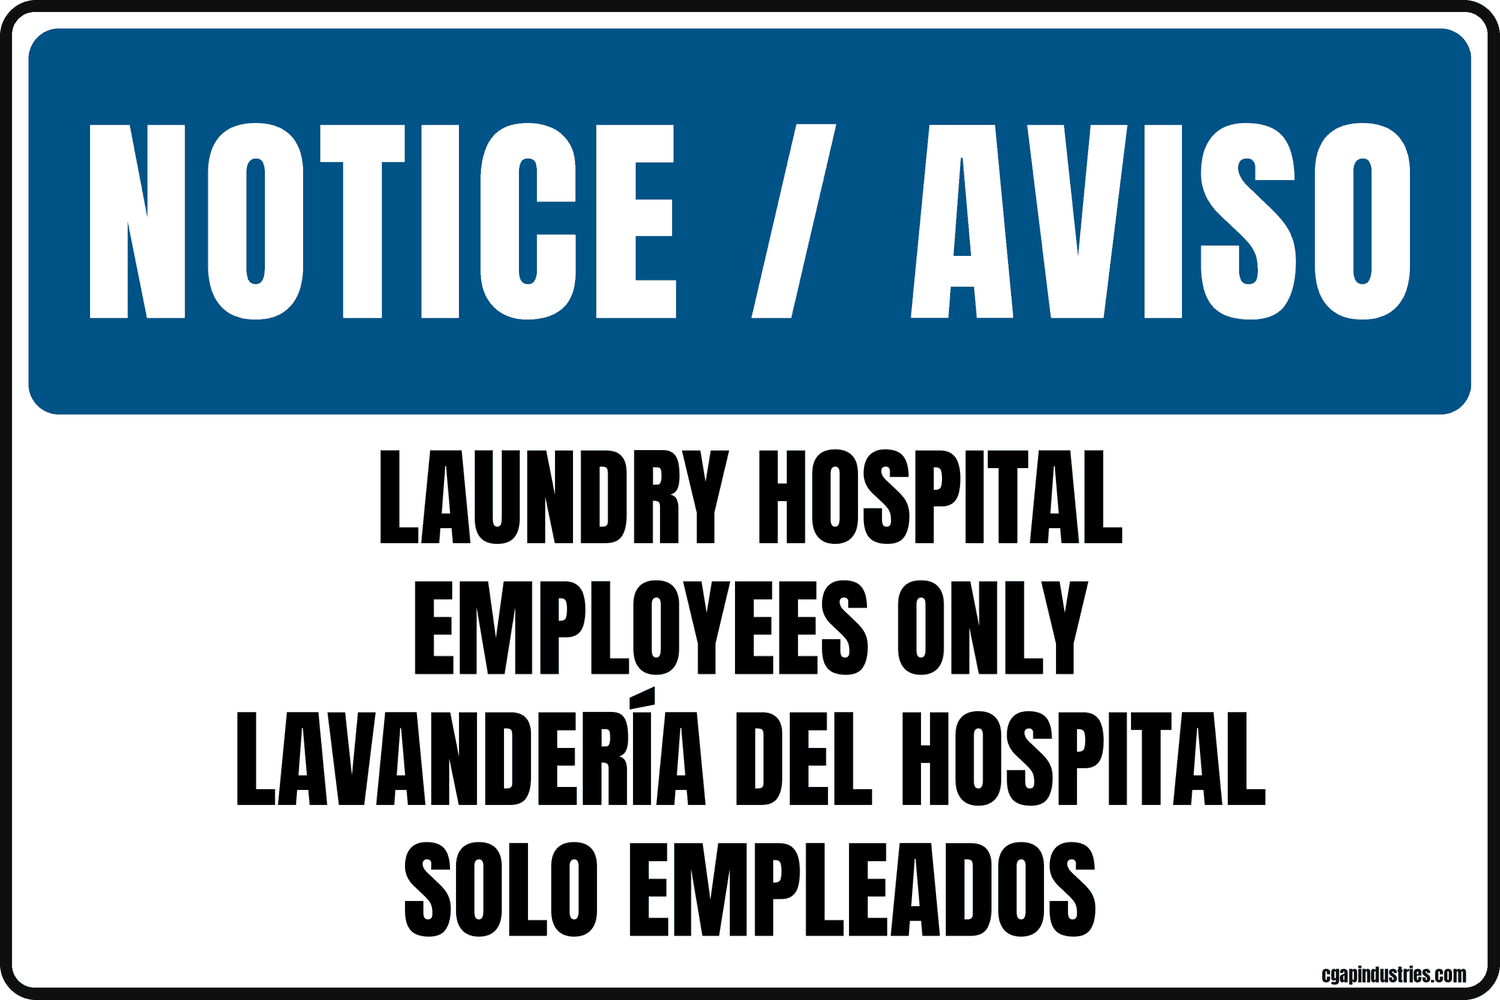 NOTICE / AVISO
LAUNDRY HOSPITAL
EMPLOYEES ONLY
LAVANDERÍA DEL HOSPITAL
SOLO EMPLEADOS
cgapindustries.com